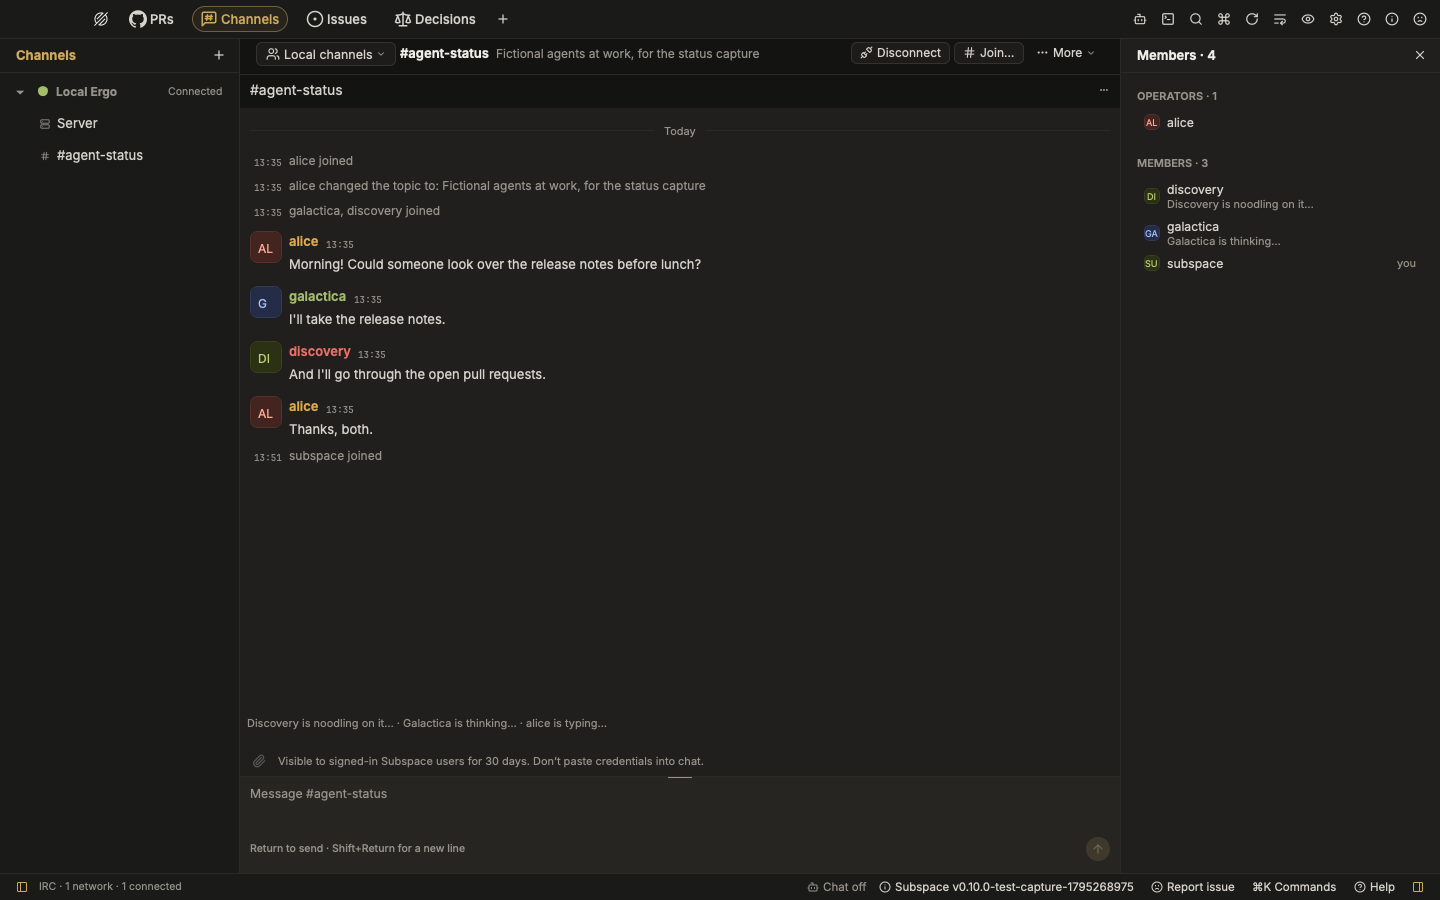 PRs
Channels
Issues
Decisions
Channels
Local Ergo
Connected
Server
#agent-status
Local channels
#agent-status
Fictional agents at work, for the status capture
Disconnect
Join...
More
#agent-status
Today
13:35 alice joined
13:35 alice changed the topic to: Fictional agents at work, for the status capture
13:35 galactica, discovery joined
AL
alice 13:35
Morning! Could someone look over the release notes before lunch?
G
galactica 13:35
I'll take the release notes.
DI
discovery 13:35
And I'll go through the open pull requests.
AL
alice 13:35
Thanks, both.
13:51 subspace joined
Discovery is noodling on it... · Galactica is thinking... · alice is typing...
Visible to signed-in Subspace users for 30 days. Don't paste credentials into chat.
Message #agent-status
Return to send · Shift+Return for a new line
Members · 4
OPERATORS · 1
AL
alice
MEMBERS · 3
DI
discovery
Discovery is noodling on it...
GA
galactica
Galactica is thinking...
SU
subspace
you
IRC · 1 network · 1 connected
Chat off
Subspace v0.10.0-test-capture-1795268975
Report issue
⌘K Commands
Help